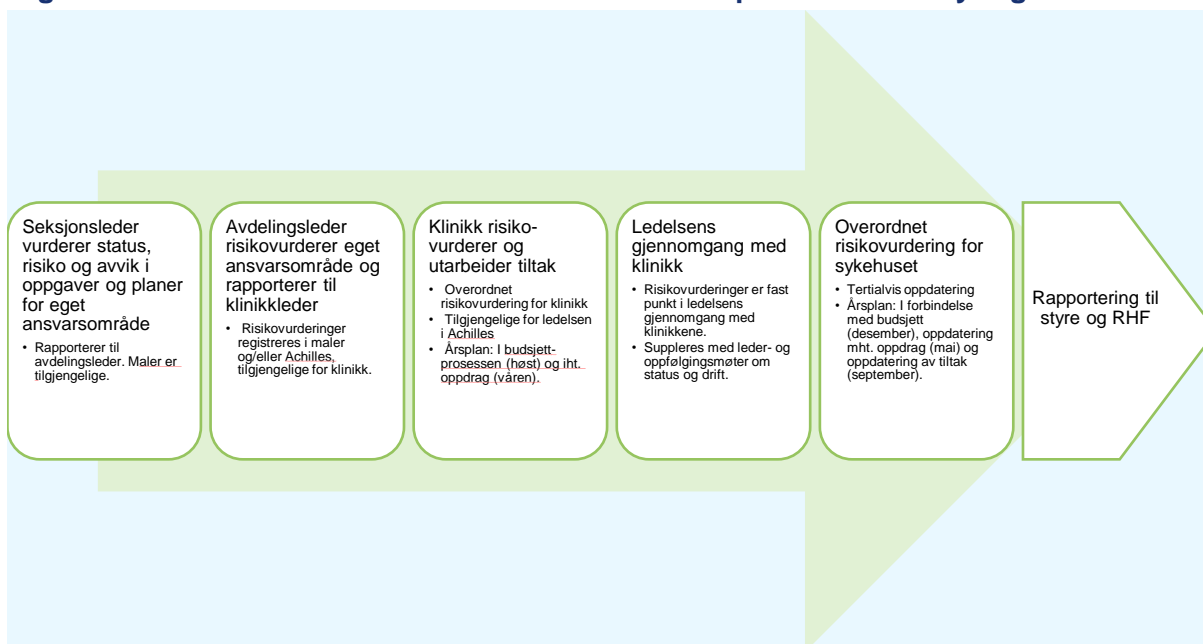 Seksjonsleder
vurderer status,
risiko og avvik i
oppgaver og planer
for eget
ansvarsområde
• Rapporterer til
avdelingsleder. Maler er
tilgjengelige.
Avdelingsleder
risikovurderer eget
ansvarsområde og
rapporterer til
klinikkleder
• Risikovurderinger
registreres i maler
og/eller Achilles,
tilgjengelige for klinikk.
Klinikk risiko-
vurderer og
utarbeider tiltak
• Overordnet
risikovurdering for klinikk
• Tilgjengelige for ledelsen
i Achilles
• Årsplan: I budsjett-
prosessen (høst) og iht.
oppdrag (våren).
Ledelsens
gjennomgang med
klinikk
• Risikovurderinger er fast
punkt i ledelsens
gjennomgang med
klinikkene.
• Suppleres med leder- og
oppfølgingsmøter om
status og drift.
Overordnet
risikovurdering for
sykehuset
• Tertialvis oppdatering
• Årsplan: I forbindelse
med budsjett
(desember), oppdatering
mht. oppdrag (mai) og
oppdatering av tiltak
(september).
Rapportering til
styre og RHF